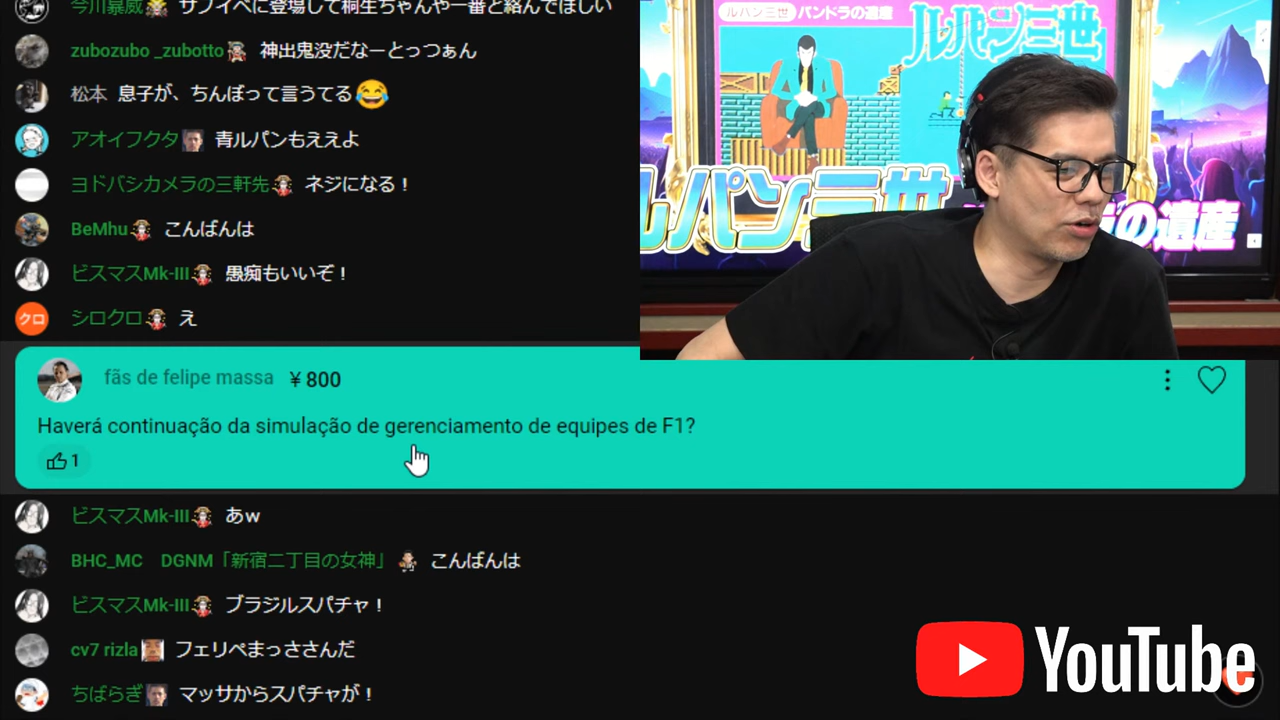 今川暴威 サブイベに登場して桐生ちゃんや一番と絡んでほしい
zubozubo _zubotto 神出鬼没だなーとっつぁん
松本 息子が、ちんぼって言うてる😂
アオイフクタ 青ルパンもええよ
ヨドバシカメラの三軒先 ネジになる！
BeMhu こんばんは
ビスマスMk-III 愚痴もいいぞ！
クロ シロクロ え
fãs de felipe massa ￥800
Haverá continuação da simulação de gerenciamento de equipes de F1?
1
ビスマスMk-III あw
BHC_MC DGNM「新宿二丁目の女神」 こんばんは
ビスマスMk-III ブラジルスパチャ！
cv7 rizla フェリペまっささんだ
ちばらぎ マッサからスパチャが！
ルパン三世 パンドラの遺産
ルパン三世
ルパン三世 の遺産
YouTube